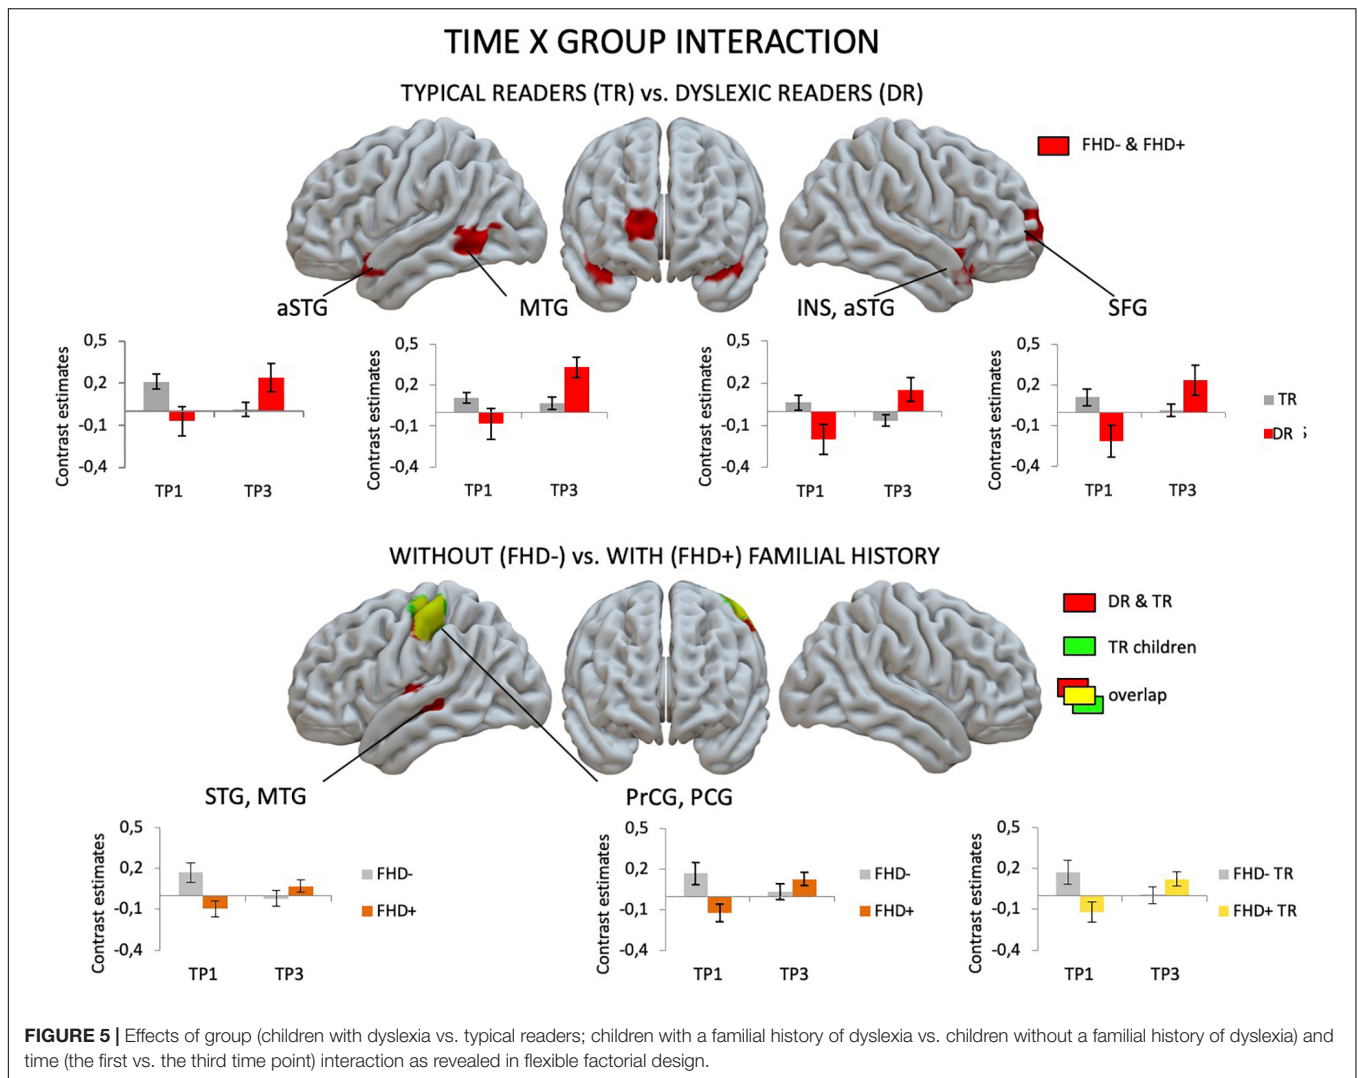 TIME X GROUP INTERACTION
TYPICAL READERS (TR) vs. DYSLEXIC READERS (DR)
FHD- & FHD+
aSTG
MTG
INS, aSTG
SFG
Contrast estimates
0,5
0,2
-0,1
-0,4
TP1
TP3
Contrast estimates
0,5
0,2
-0,1
-0,4
TP1
TP3
Contrast estimates
0,5
0,2
-0,1
-0,4
TP1
TP3
Contrast estimates
0,5
0,2
-0,1
-0,4
TP1
TP3
TR
DR
WITHOUT (FHD-) vs. WITH (FHD+) FAMILIAL HISTORY
DR & TR
TR children
overlap
STG, MTG
PrCG, PCG
Contrast estimates
0,5
0,2
-0,1
-0,4
TP1
TP3
FHD-
FHD+
Contrast estimates
0,5
0,2
-0,1
-0,4
TP1
TP3
FHD-
FHD+
Contrast estimates
0,5
0,2
-0,1
-0,4
TP1
TP3
FHD- TR
FHD+ TR
FIGURE 5 | Effects of group (children with dyslexia vs. typical readers; children with a familial history of dyslexia vs. children without a familial history of dyslexia) and
time (the first vs. the third time point) interaction as revealed in flexible factorial design.